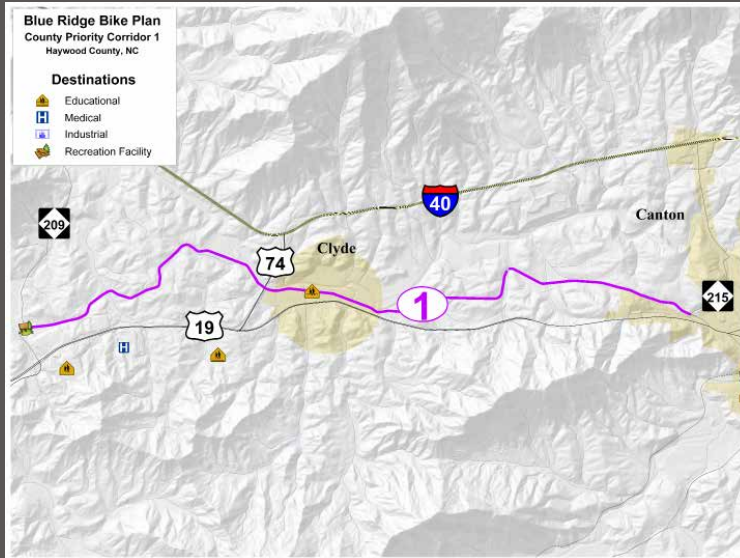 Blue Ridge Bike Plan
County Priority Corridor 1
Haywood County, NC
Destinations
Educational
H Medical
Industrial
Recreation Facility
40
209
Canton
Clyde
74
1
215
19
H